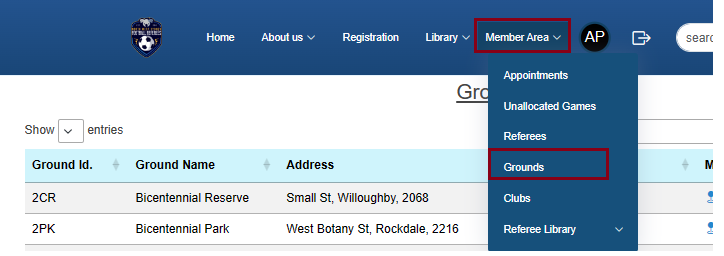 Home About us Registration Library Member Area AP sear
Appointments
Gro
Unallocated Games
Show entries
Referees
Ground Id. Ground Name Address M
Grounds
2CR Bicentennial Reserve Small St, Willoughby, 2068
Clubs
2PK Bicentennial Park West Botany St, Rockdale, 2216
Referee Library